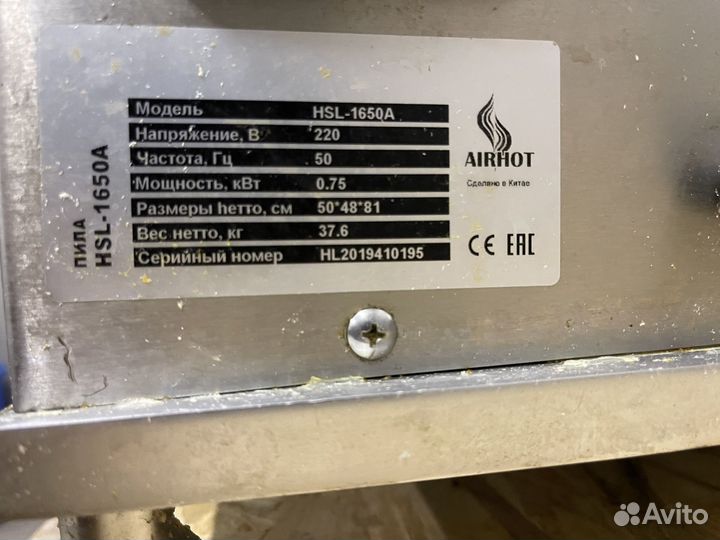 ПИЛА
HSL-1650A
Модель HSL-1650A
Напряжение, В 220
Частота, Гц 50
Мощность, кВт 0.75
Размеры hетто, см 50*48*81
Вес нетто, кг 37.6
Серийный номер HL2019410195
AIRHOT
Сделано в Китае
CE EAC
Avito